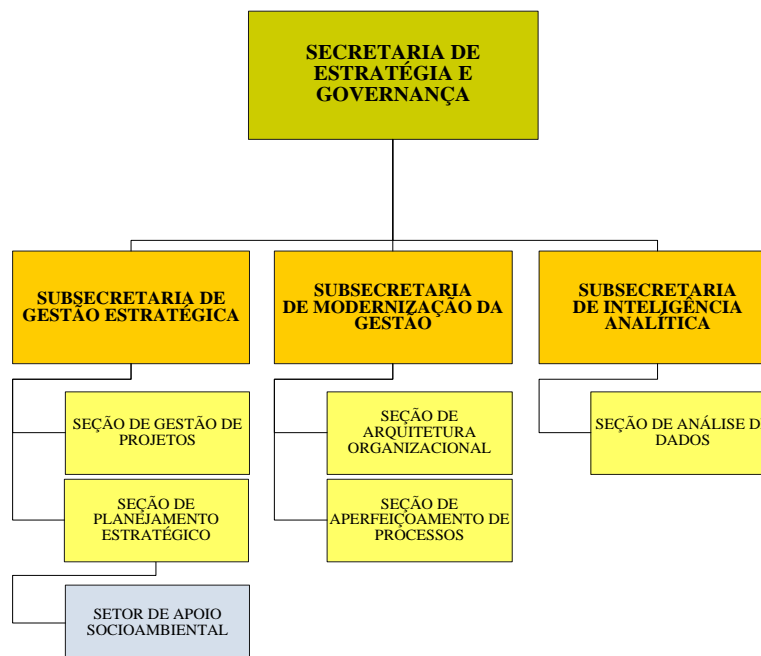 SECRETARIA DE
ESTRATÉGIA E
GOVERNANÇA
SUBSECRETARIA DE
GESTÃO ESTRATÉGICA
SUBSECRETARIA
DE MODERNIZAÇÃO DA
GESTÃO
SUBSECRETARIA
DE INTELIGÊNCIA
ANALÍTICA
SEÇÃO DE GESTÃO DE
PROJETOS
SEÇÃO DE
ARQUITETURA
ORGANIZACIONAL
SEÇÃO DE ANÁLISE D
DADOS
SEÇÃO DE
PLANEJAMENTO
ESTRATÉGICO
SEÇÃO DE
APERFEIÇOAMENTO DE
PROCESSOS
SETOR DE APOIO
SOCIOAMBIENTAL